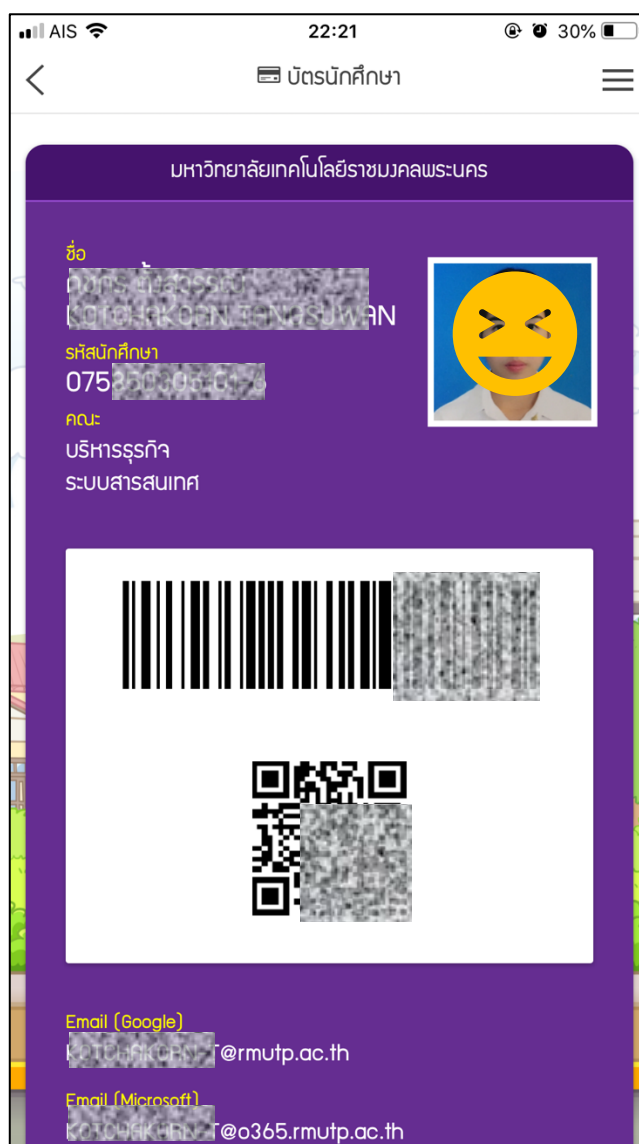 AIS 22:21 30%
บัตรนักศึกษา
มหาวิทยาลัยเทคโนโลยีราชมงคลพระนคร
ชื่อ
รหัสนักศึกษา
075
คณะ
บริหารธุรกิจ
ระบบสารสนเทศ
Email (Google)
@rmutp.ac.th
Email (Microsoft)
@o365.rmutp.ac.th